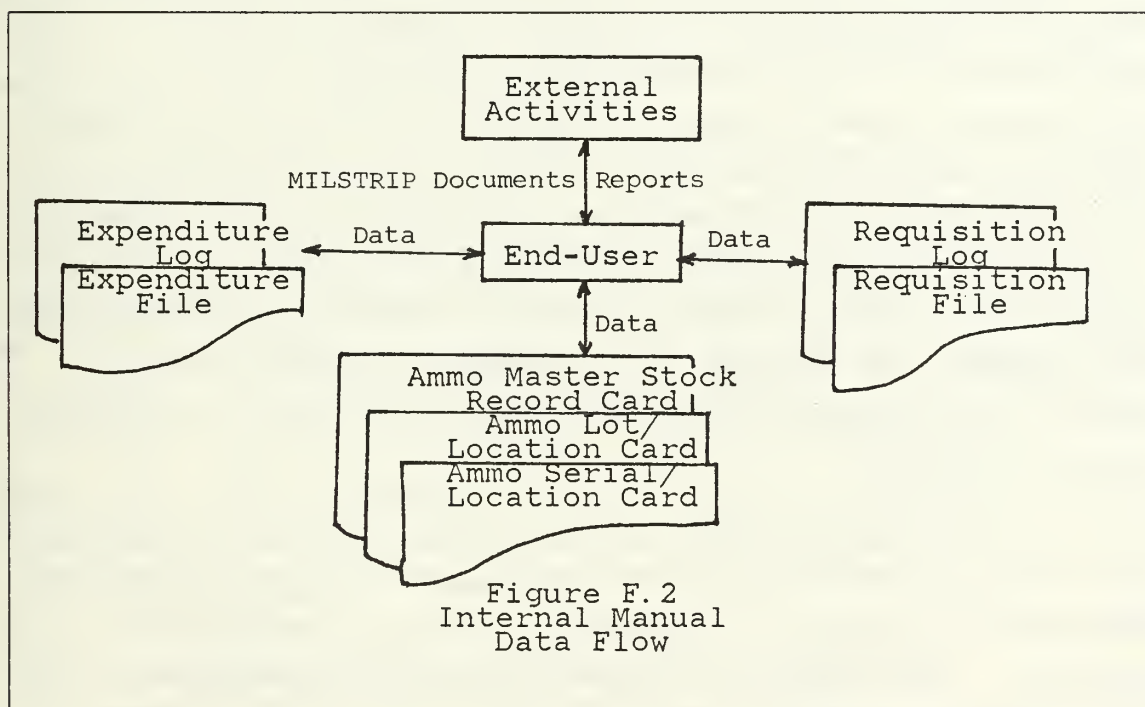 External
Activities
MILSTRIP Documents Reports
Expenditure
Log
Expenditure
File
Data
End-User
Data
Requisition
Log
Requisition
File
Data
Ammo Master Stock
Record Card
Ammo Lot/
Location Card
Ammo Serial/
Location Card
Figure F.2
Internal Manual
Data Flow